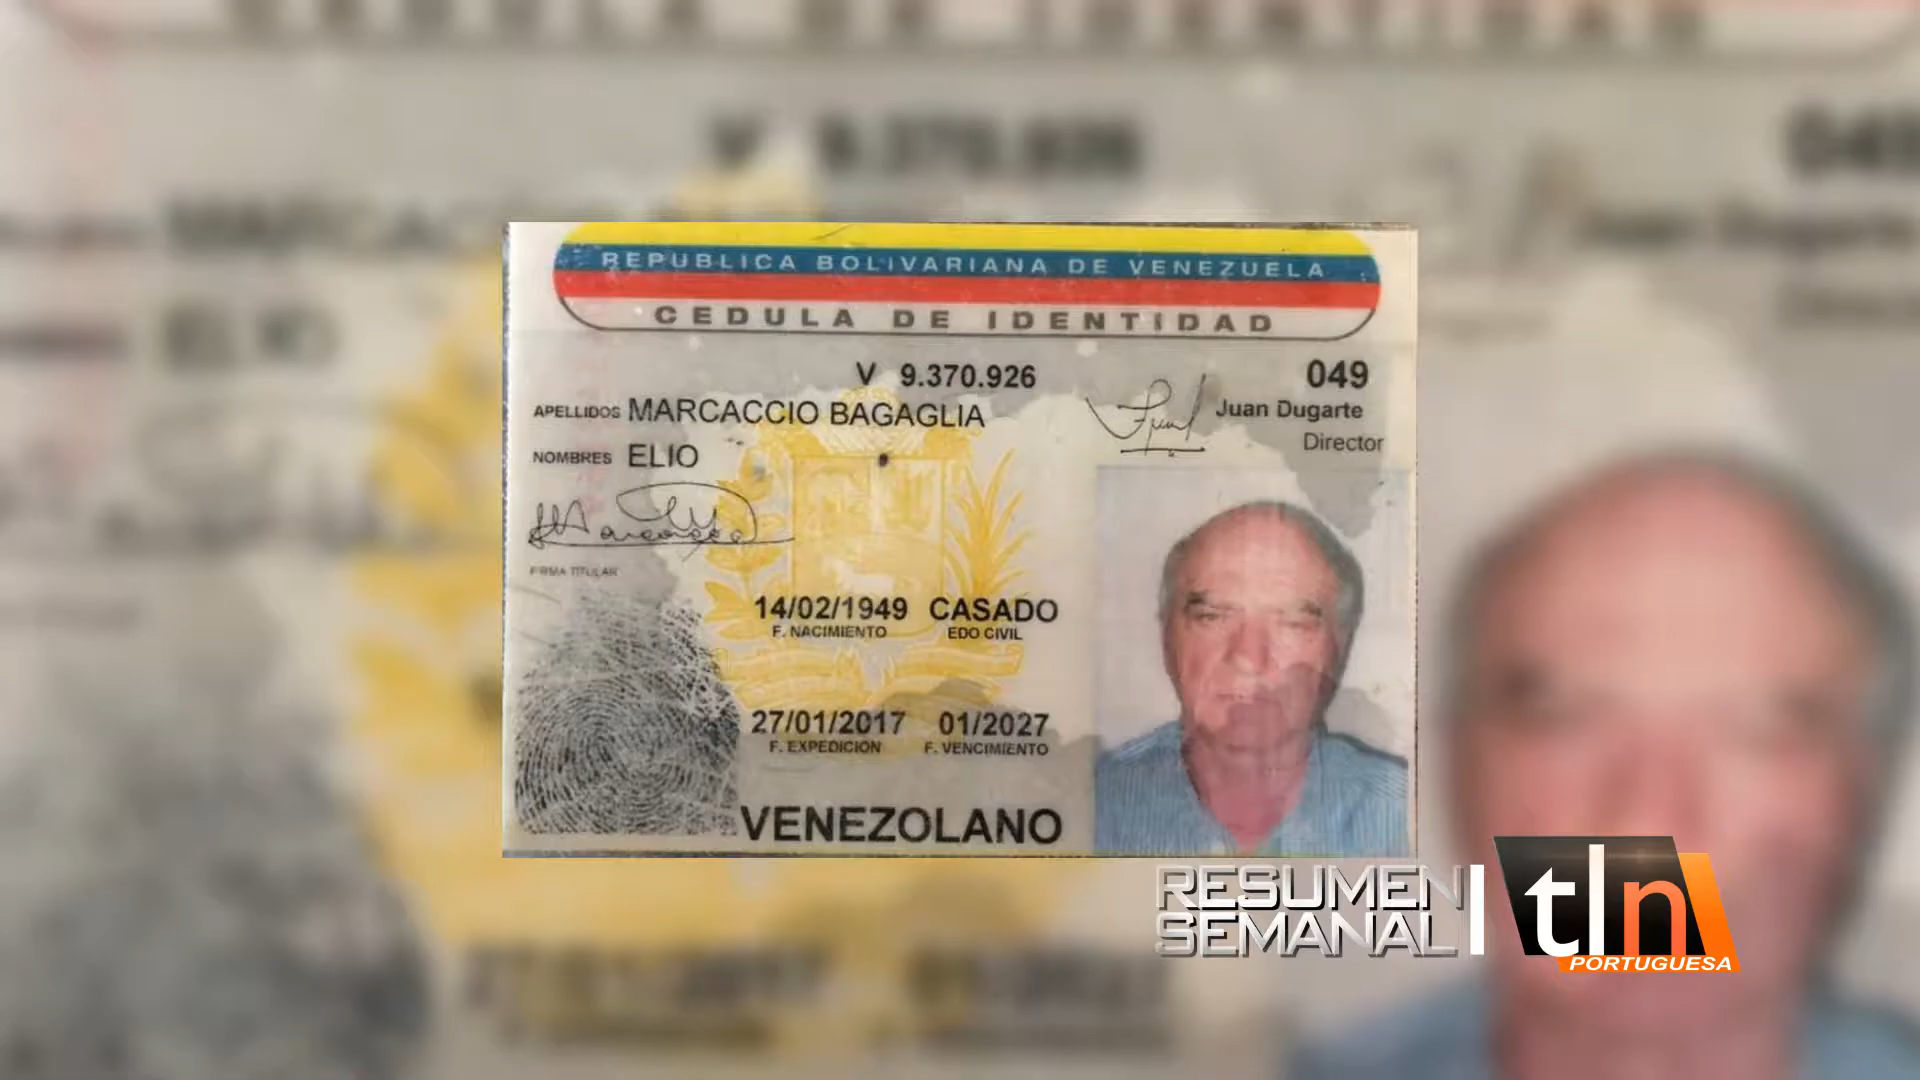 REPUBLICA BOLIVARIANA DE VENEZUELA
CEDULA DE IDENTIDAD
V 9.370.926
049
APELLIDOS MARCACCIO BAGAGLIA
Juan Dugarte
Director
NOMBRES ELIO
FIRMA TITULAR
14/02/1949 CASADO
F. NACIMIENTO EDO CIVIL
27/01/2017 01/2027
F. EXPEDICION F. VENCIMIENTO
VENEZOLANO
RESUMEN
SEMANAL
tln
PORTUGUESA